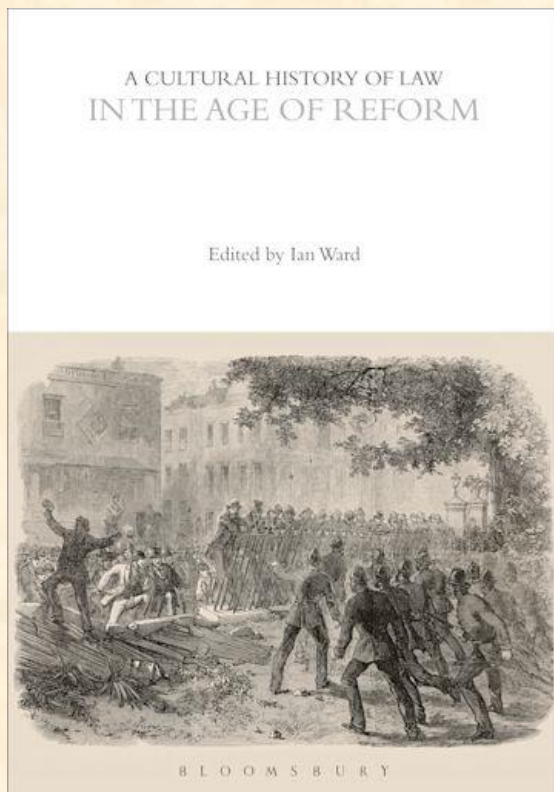 A CULTURAL HISTORY OF LAW
IN THE AGE OF REFORM
Edited by Ian Ward
BLOOMSBURY